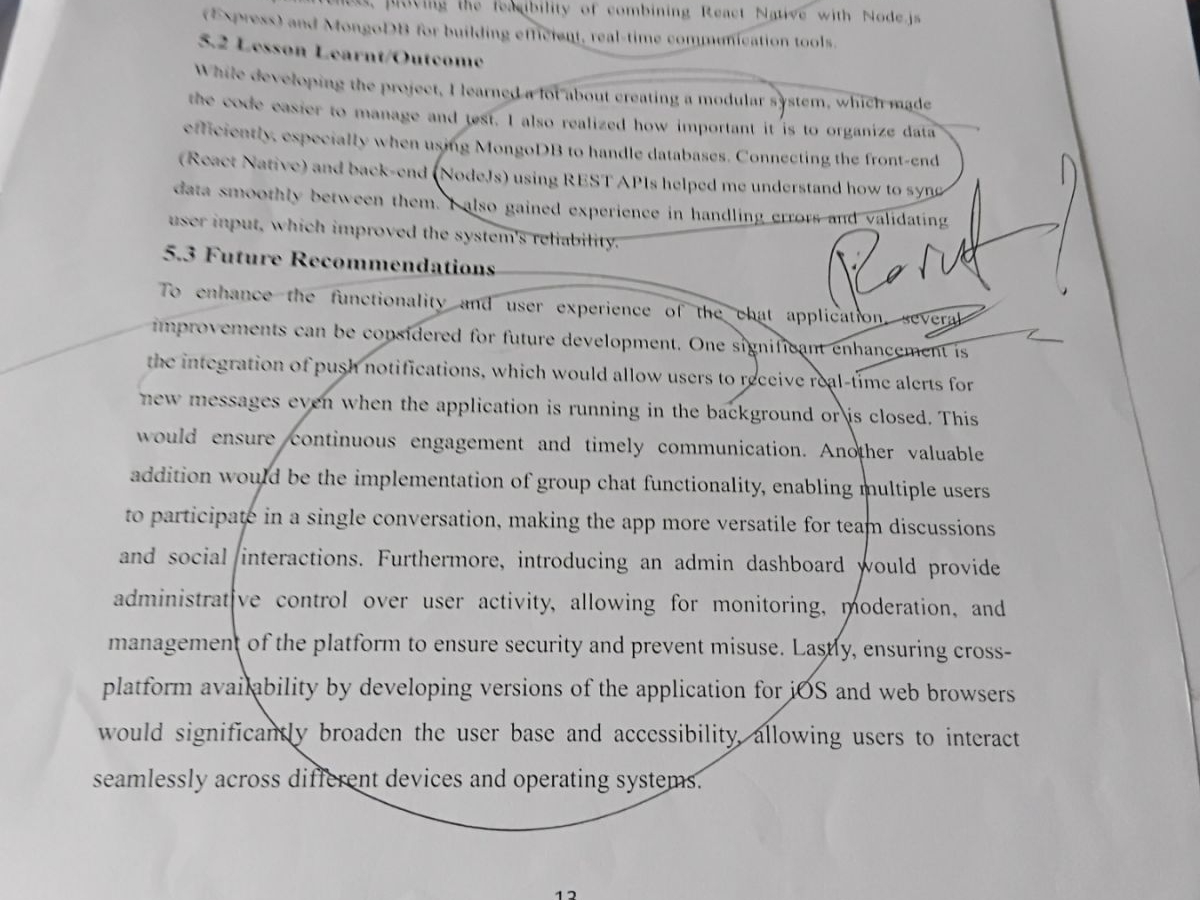 proving the feasibility of combining React Native with Node.js
(Express) and MongoDB for building efficient, real-time communication tools.
5.2 Lesson Learnt/Outcome
While developing the project, I learned a lot about creating a modular system, which made
the code easier to manage and test. I also realized how important it is to organize data
efficiently, especially when using MongoDB to handle databases. Connecting the front-end
(React Native) and back-end (NodeJs) using REST APIs helped me understand how to sync
data smoothly between them. I also gained experience in handling errors and validating
user input, which improved the system's reliability.
5.3 Future Recommendations
To enhance the functionality and user experience of the chat application, several
improvements can be considered for future development. One significant enhancement is
the integration of push notifications, which would allow users to receive real-time alerts for
new messages even when the application is running in the background or is closed. This
would ensure continuous engagement and timely communication. Another valuable
addition would be the implementation of group chat functionality, enabling multiple users
to participate in a single conversation, making the app more versatile for team discussions
and social interactions. Furthermore, introducing an admin dashboard would provide
administrative control over user activity, allowing for monitoring, moderation, and
management of the platform to ensure security and prevent misuse. Lastly, ensuring cross-
platform availability by developing versions of the application for iOS and web browsers
would significantly broaden the user base and accessibility, allowing users to interact
seamlessly across different devices and operating systems.
13